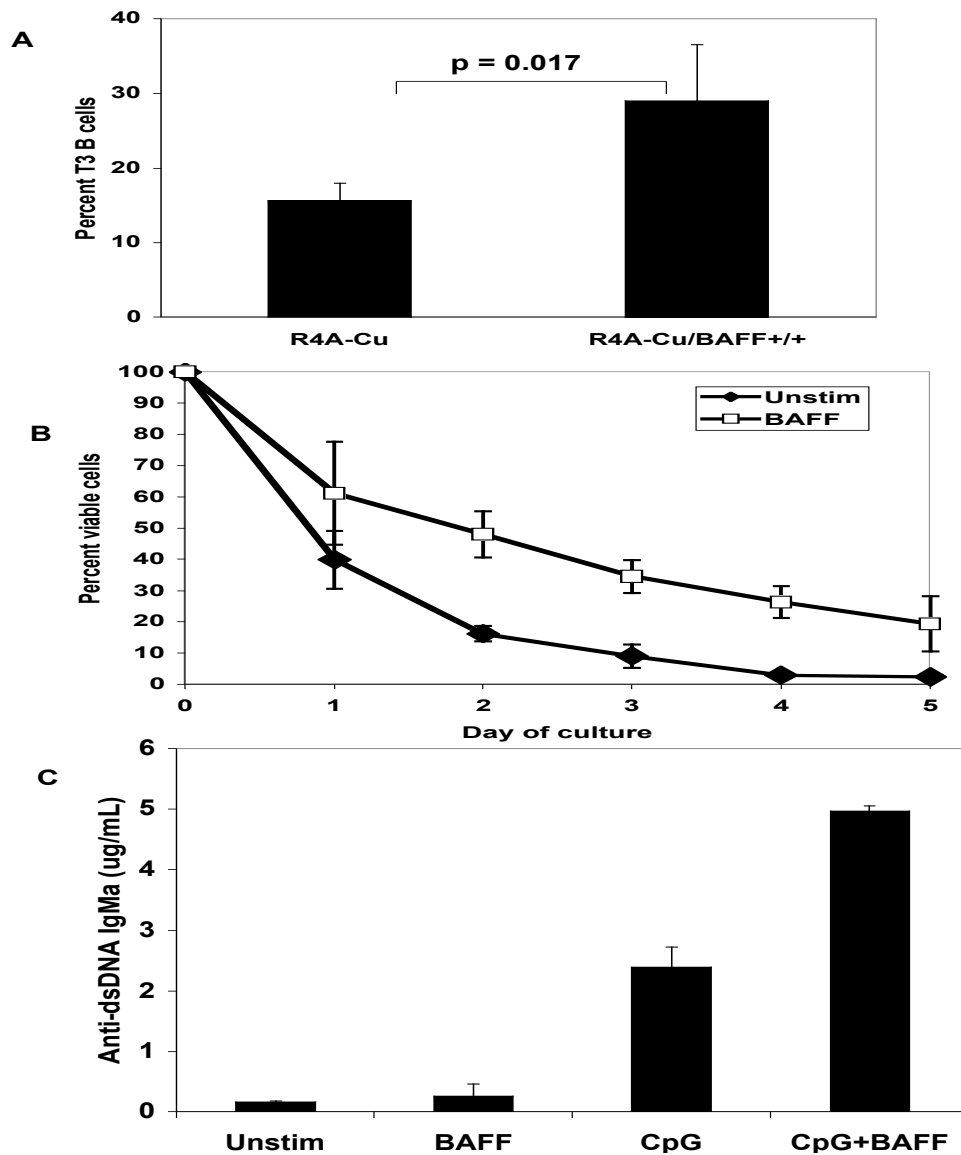 A
Percent T3 B cells
40
30
20
10
0
p = 0.017
R4A-Cu R4A-Cu/BAFF+/+
B
Percent viable cells
100
90
80
70
60
50
40
30
20
10
0
Unstim
BAFF
0 1 2 3 4 5
Day of culture
C
Anti-dsDNA IgMa (ug/mL)
6
5
4
3
2
1
0
Unstim BAFF CpG CpG+BAFF